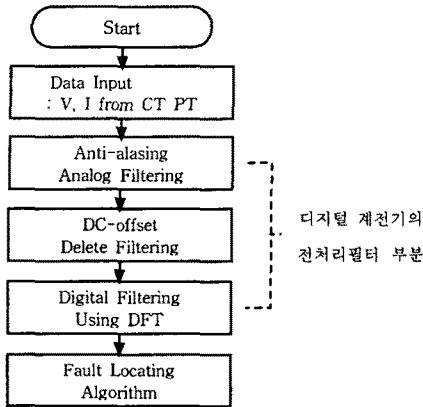 Start
Data Input
: V, I from CT PT
Anti-alasing
Analog Filtering
DC-offset
Delete Filtering
Digital Filtering
Using DFT
Fault Locating
Algorithm
디지털 계전기의
전처리필터 부분